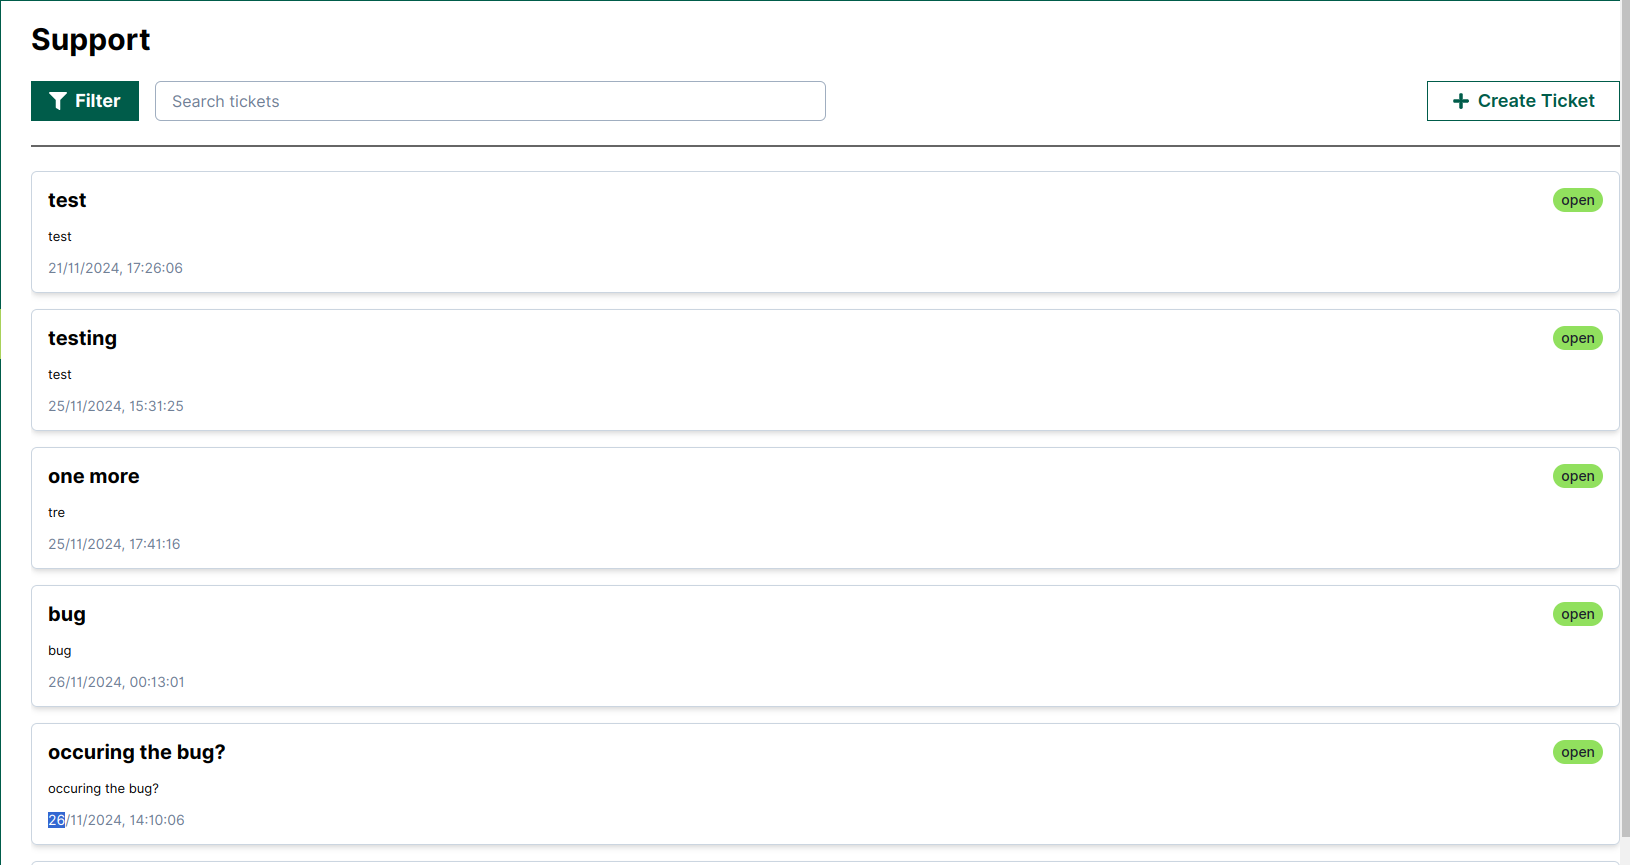 Support
Filter
Search tickets
Create Ticket
test
open
test
21/11/2024, 17:26:06
testing
open
test
25/11/2024, 15:31:25
one more
open
tre
25/11/2024, 17:41:16
bug
open
bug
26/11/2024, 00:13:01
occuring the bug?
open
occuring the bug?
26/11/2024, 14:10:06